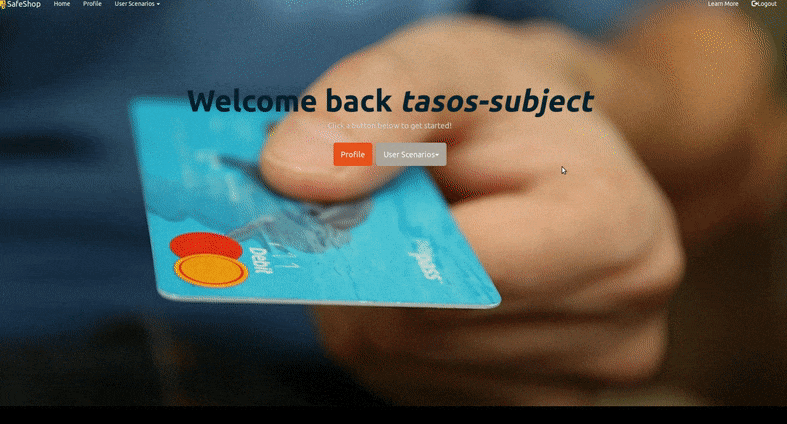 SafeShop Home Profile User Scenarios Learn More Logout
Welcome back tasos-subject
Click a button below to get started!
Profile User Scenarios
Debit